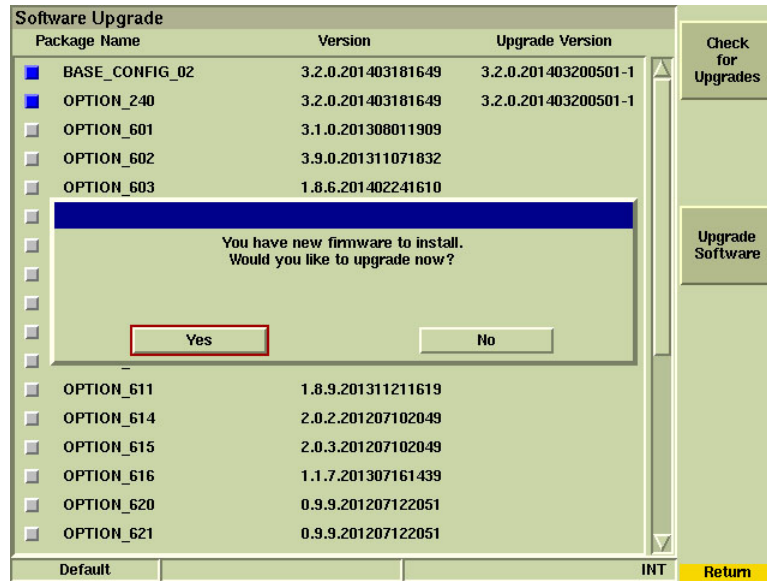 Software Upgrade
Package Name Version Upgrade Version
BASE_CONFIG_02 3.2.0.201403181649 3.2.0.201403200501-1
OPTION_240 3.2.0.201403181649 3.2.0.201403200501-1
OPTION_601 3.1.0.201308011909
OPTION_602 3.9.0.201311071832
OPTION_603 1.8.6.201402241610
You have new firmware to install.
Would you like to upgrade now?
Yes No
OPTION_611 1.8.9.201311211619
OPTION_614 2.0.2.201207102049
OPTION_615 2.0.3.201207102049
OPTION_616 1.1.7.201307161439
OPTION_620 0.9.9.201207122051
OPTION_621 0.9.9.201207122051
Default INT
Check
for
Upgrades
Upgrade
Software
Return